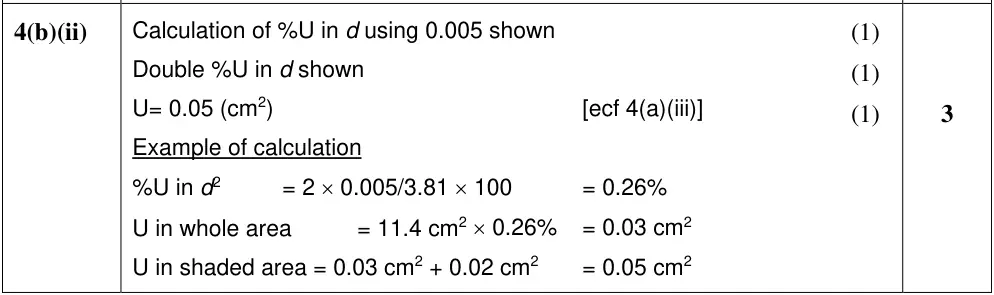 4(b)(ii) Calculation of %U in d using 0.005 shown (1)
Double %U in d shown (1)
U= 0.05 (cm²) [ecf 4(a)(iii)] (1) 3
Example of calculation
%U in d² = 2 × 0.005/3.81 × 100 = 0.26%
U in whole area = 11.4 cm² × 0.26% = 0.03 cm²
U in shaded area = 0.03 cm² + 0.02 cm² = 0.05 cm²